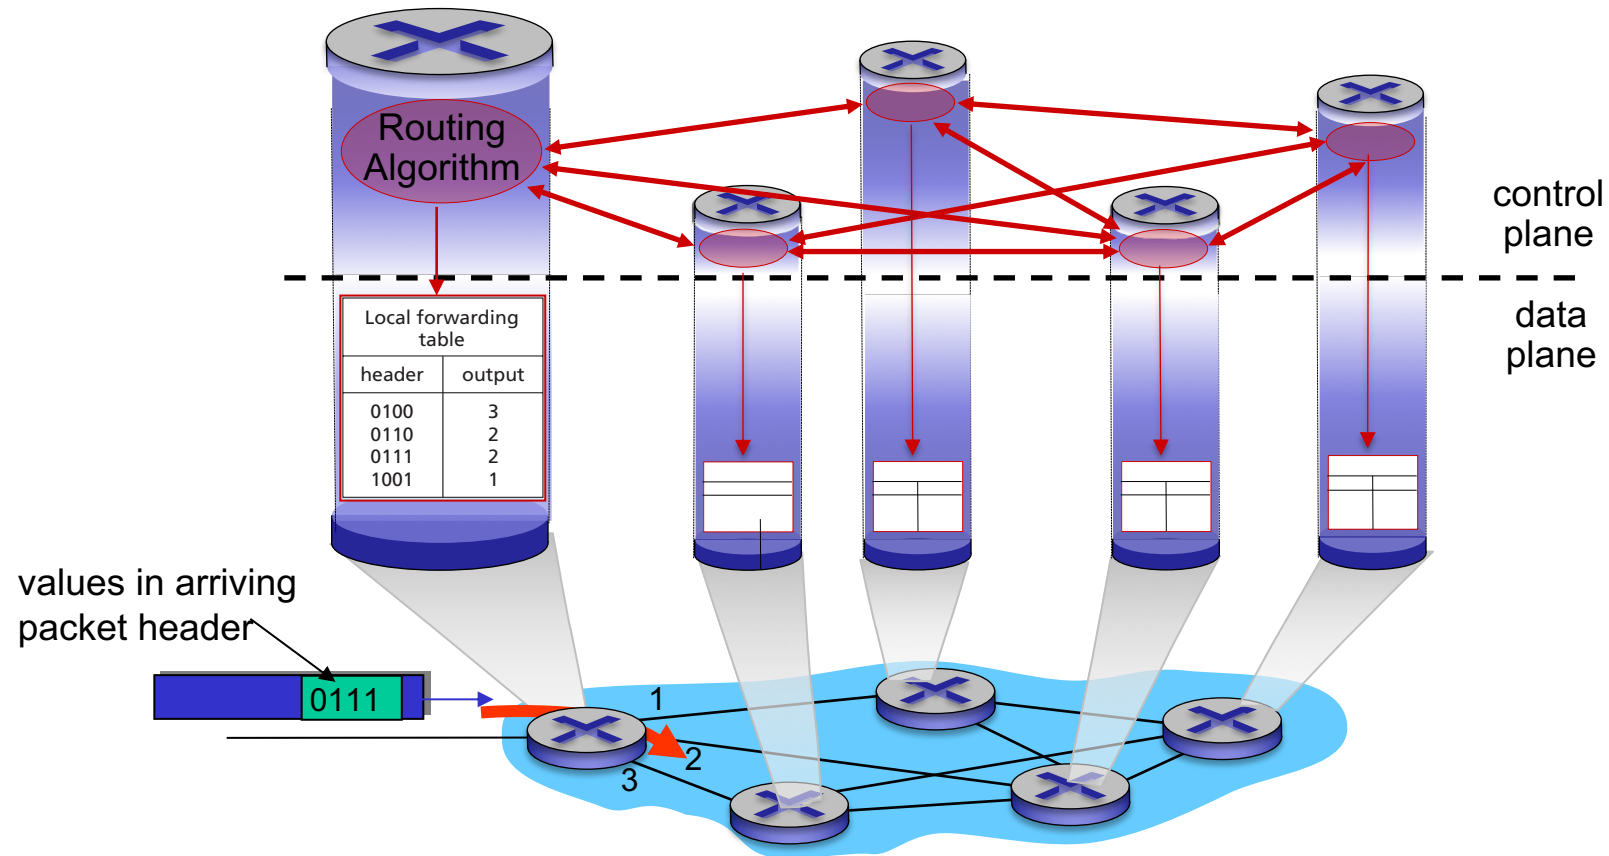 Routing
Algorithm
control
plane
data
plane
Local forwarding
table
header output
0100 3
0110 2
0111 2
1001 1
values in arriving
packet header
0111
1
2
3